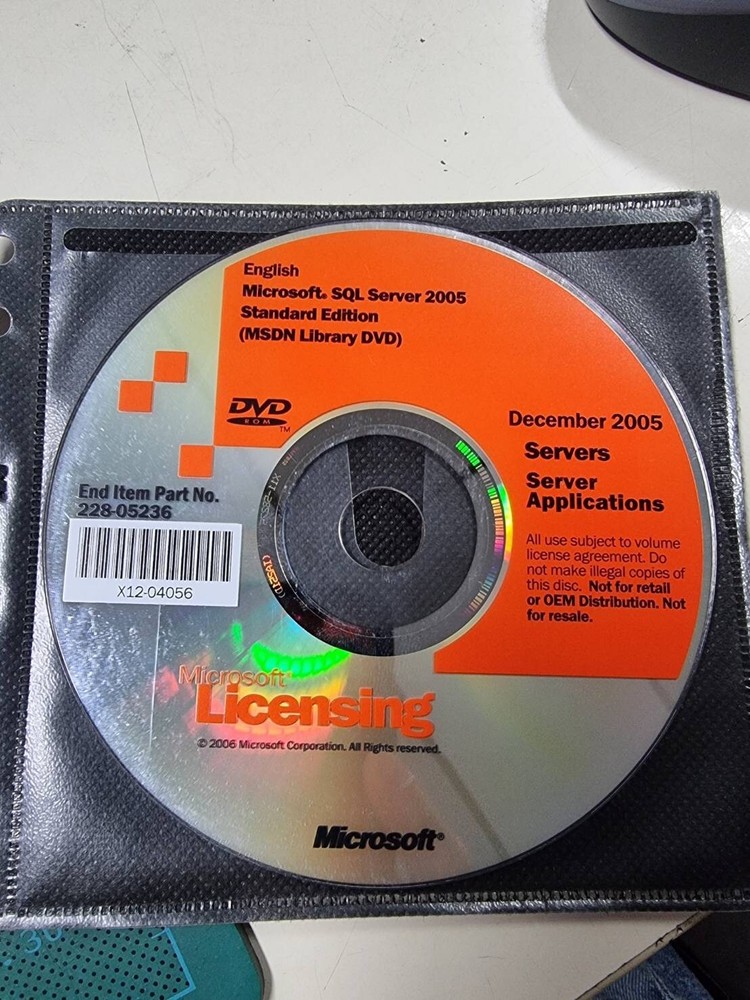 English
Microsoft® SQL Server 2005
Standard Edition
(MSDN Library DVD)
DVD
ROM
TM
December 2005
Servers
Server
Applications
End Item Part No.
228-05236
X12-04056
All use subject to volume
license agreement. Do
not make illegal copies of
this disc. Not for retail
or OEM Distribution. Not
for resale.
Microsoft®
Licensing
© 2006 Microsoft Corporation. All Rights reserved.
Microsoft®